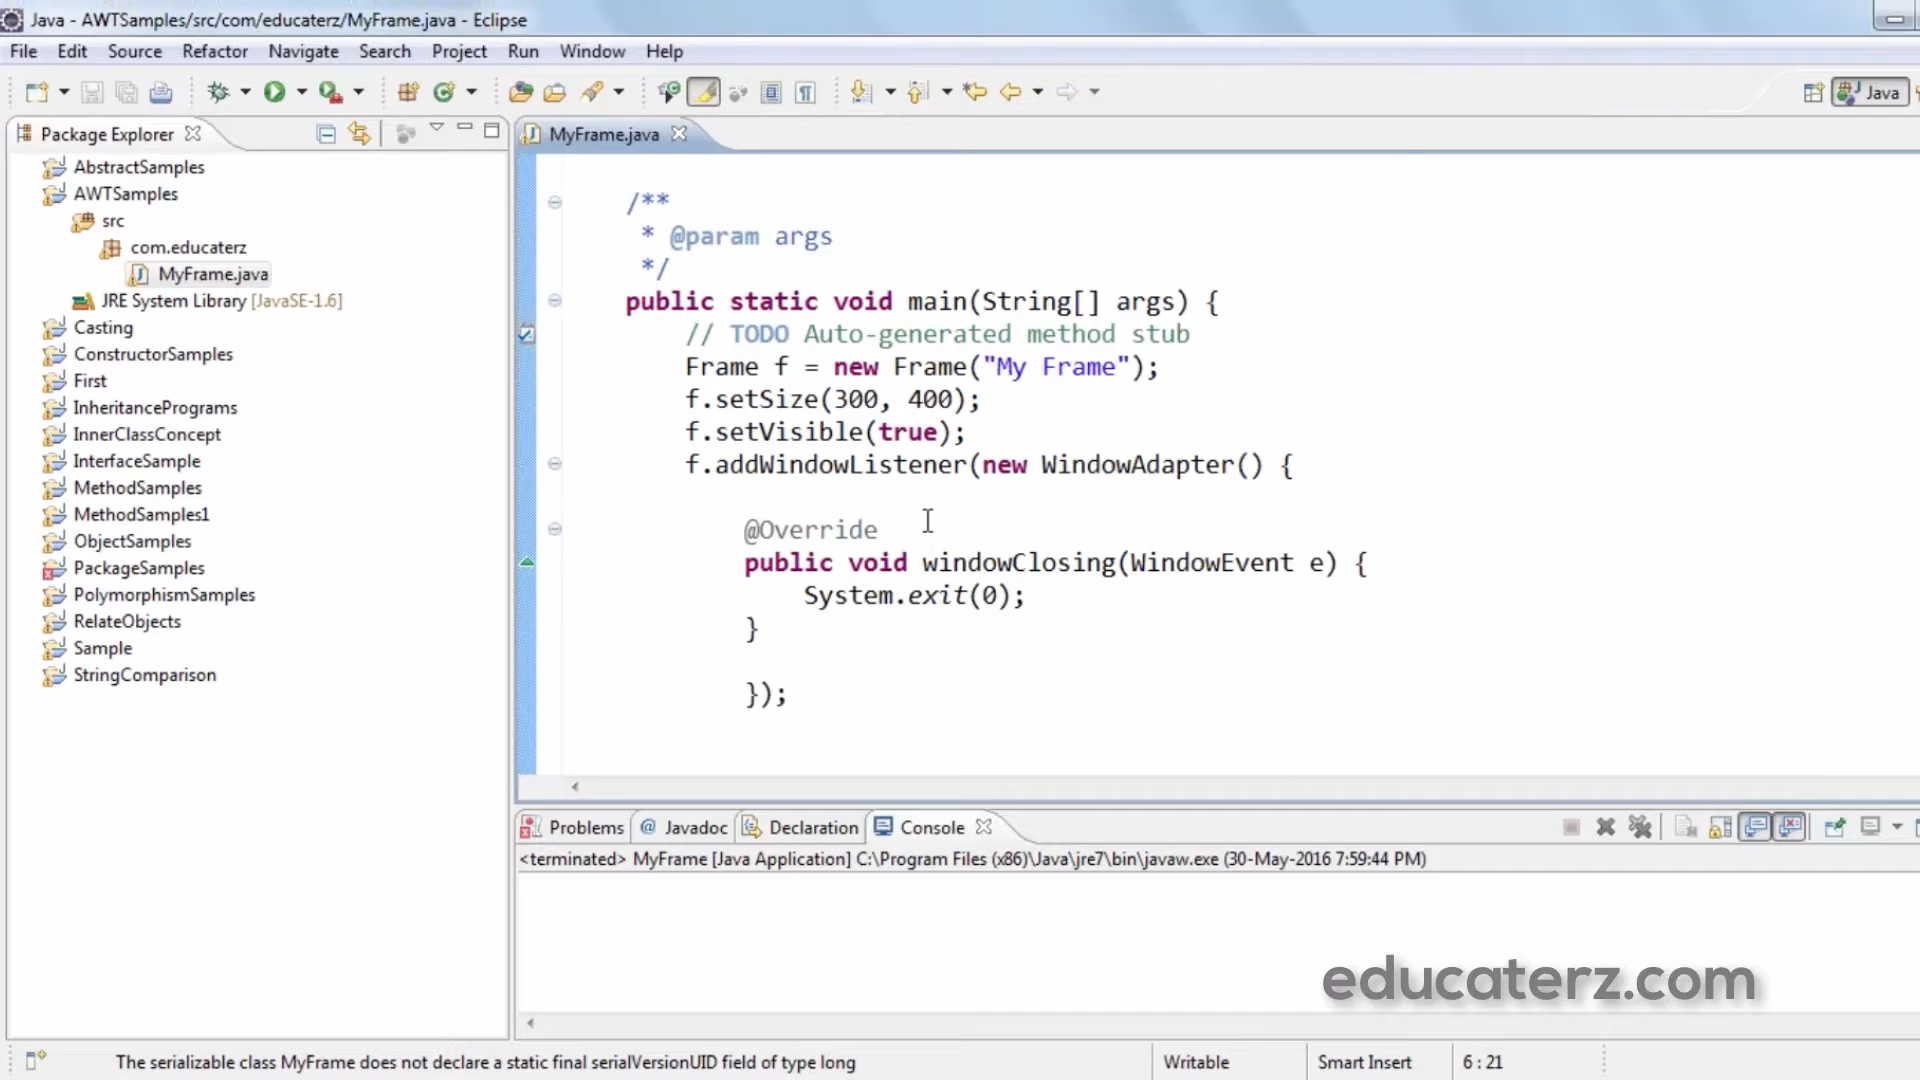 Java - AWTSamples/src/com/educaterz/MyFrame.java - Eclipse
File Edit Source Refactor Navigate Search Project Run Window Help
Java
Package Explorer
AbstractSamples
AWTSamples
src
com.educaterz
MyFrame.java
JRE System Library [JavaSE-1.6]
Casting
ConstructorSamples
First
InheritancePrograms
InnerClassConcept
InterfaceSample
MethodSamples
MethodSamples1
ObjectSamples
PackageSamples
PolymorphismSamples
RelateObjects
Sample
StringComparison
MyFrame.java
/**
* @param args
*/
public static void main(String[] args) {
// TODO Auto-generated method stub
Frame f = new Frame("My Frame");
f.setSize(300, 400);
f.setVisible(true);
f.addWindowListener(new WindowAdapter() {
@Override
public void windowClosing(WindowEvent e) {
System.exit(0);
}
});
Problems @ Javadoc Declaration Console
<terminated> MyFrame [Java Application] C:\Program Files (x86)\Java\jre7\bin\javaw.exe (30-May-2016 7:59:44 PM)
educaterz.com
The serializable class MyFrame does not declare a static final serialVersionUID field of type long
Writable Smart Insert 6 : 21